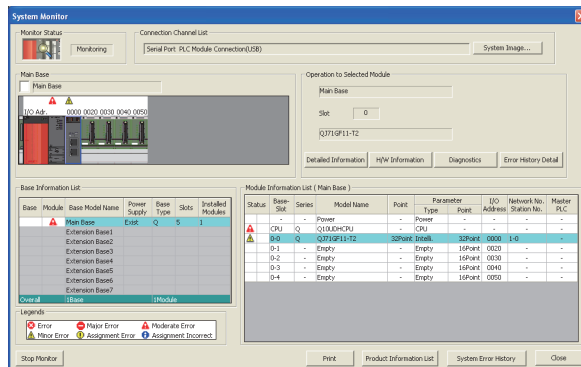 System Monitor
Monitor Status
Monitoring
Connection Channel List
Serial Port PLC Module Connection(USB)
System Image...
Main Base
Main Base
I/O Adr. 0000 0020 0030 0040 0050
Operation to Selected Module
Main Base
Slot 0
QJ71GF11-T2
Detailed Information H/W Information Diagnostics Error History Detail
Base Information List
Base Module Base Model Name Power Supply Base Type Slots Installed Modules
Main Base Exist Q 5 1
Extension Base1
Extension Base2
Extension Base3
Extension Base4
Extension Base5
Extension Base6
Extension Base7
Overall 1Base 1Module
Module Information List ( Main Base )
Status Base-Slot Series Model Name Point Parameter Type Point I/O Address Network No. Station No. Master PLC
- - Power - Power - - - -
CPU Q Q10UDHCPU - CPU - - - -
0-0 Q QJ71GF11-T2 32Point Intelli. 32Point 0000 1-0 -
0-1 - Empty - Empty 16Point 0020 - -
0-2 - Empty - Empty 16Point 0030 - -
0-3 - Empty - Empty 16Point 0040 - -
0-4 - Empty - Empty 16Point 0050 - -
Legends
Error Major Error Moderate Error
Minor Error Assignment Error Assignment Incorrect
Stop Monitor Print Product Information List System Error History Close